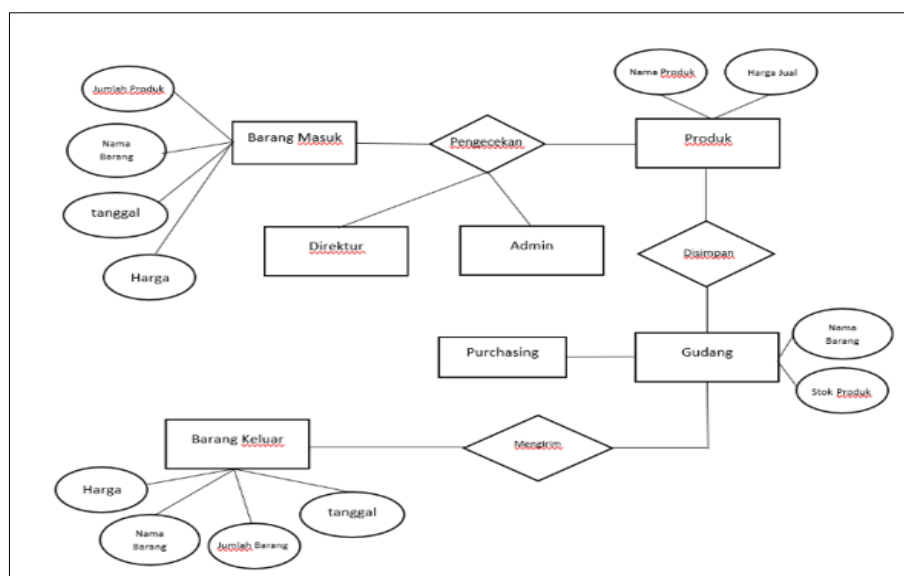 Nama Produk
Harga Jual
Jumlah Produk
Barang Masuk
Pengecekan
Produk
Nama
Barang
tanggal
Direktur
Admin
Disimpan
Harga
Nama
Barang
Purchasing
Gudang
Stok Produk
Barang Keluar
Mengkrim
Harga
tanggal
Nama
Barang
Jumlah Barang